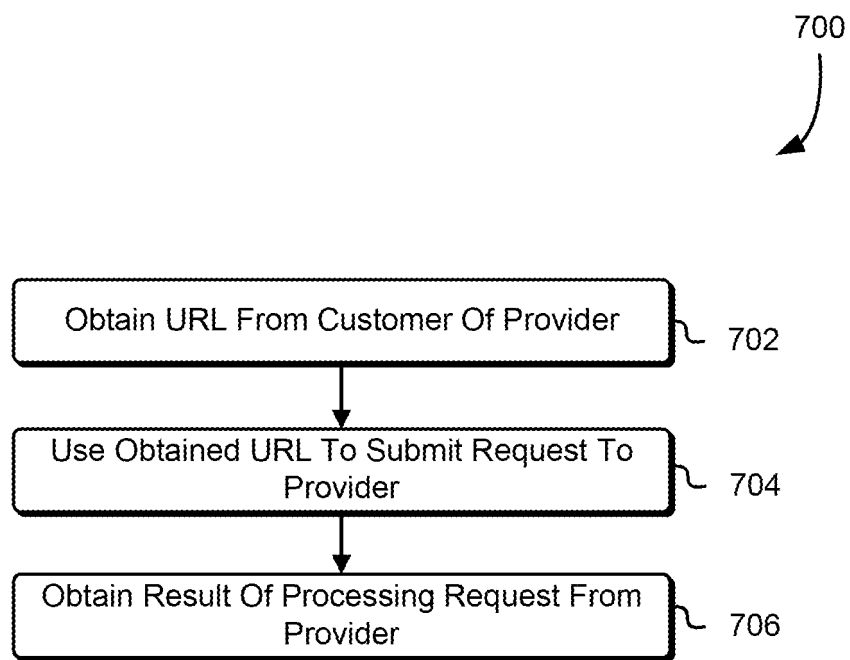 700
Obtain URL From Customer Of Provider
702
Use Obtained URL To Submit Request To
Provider
704
Obtain Result Of Processing Request From
Provider
706